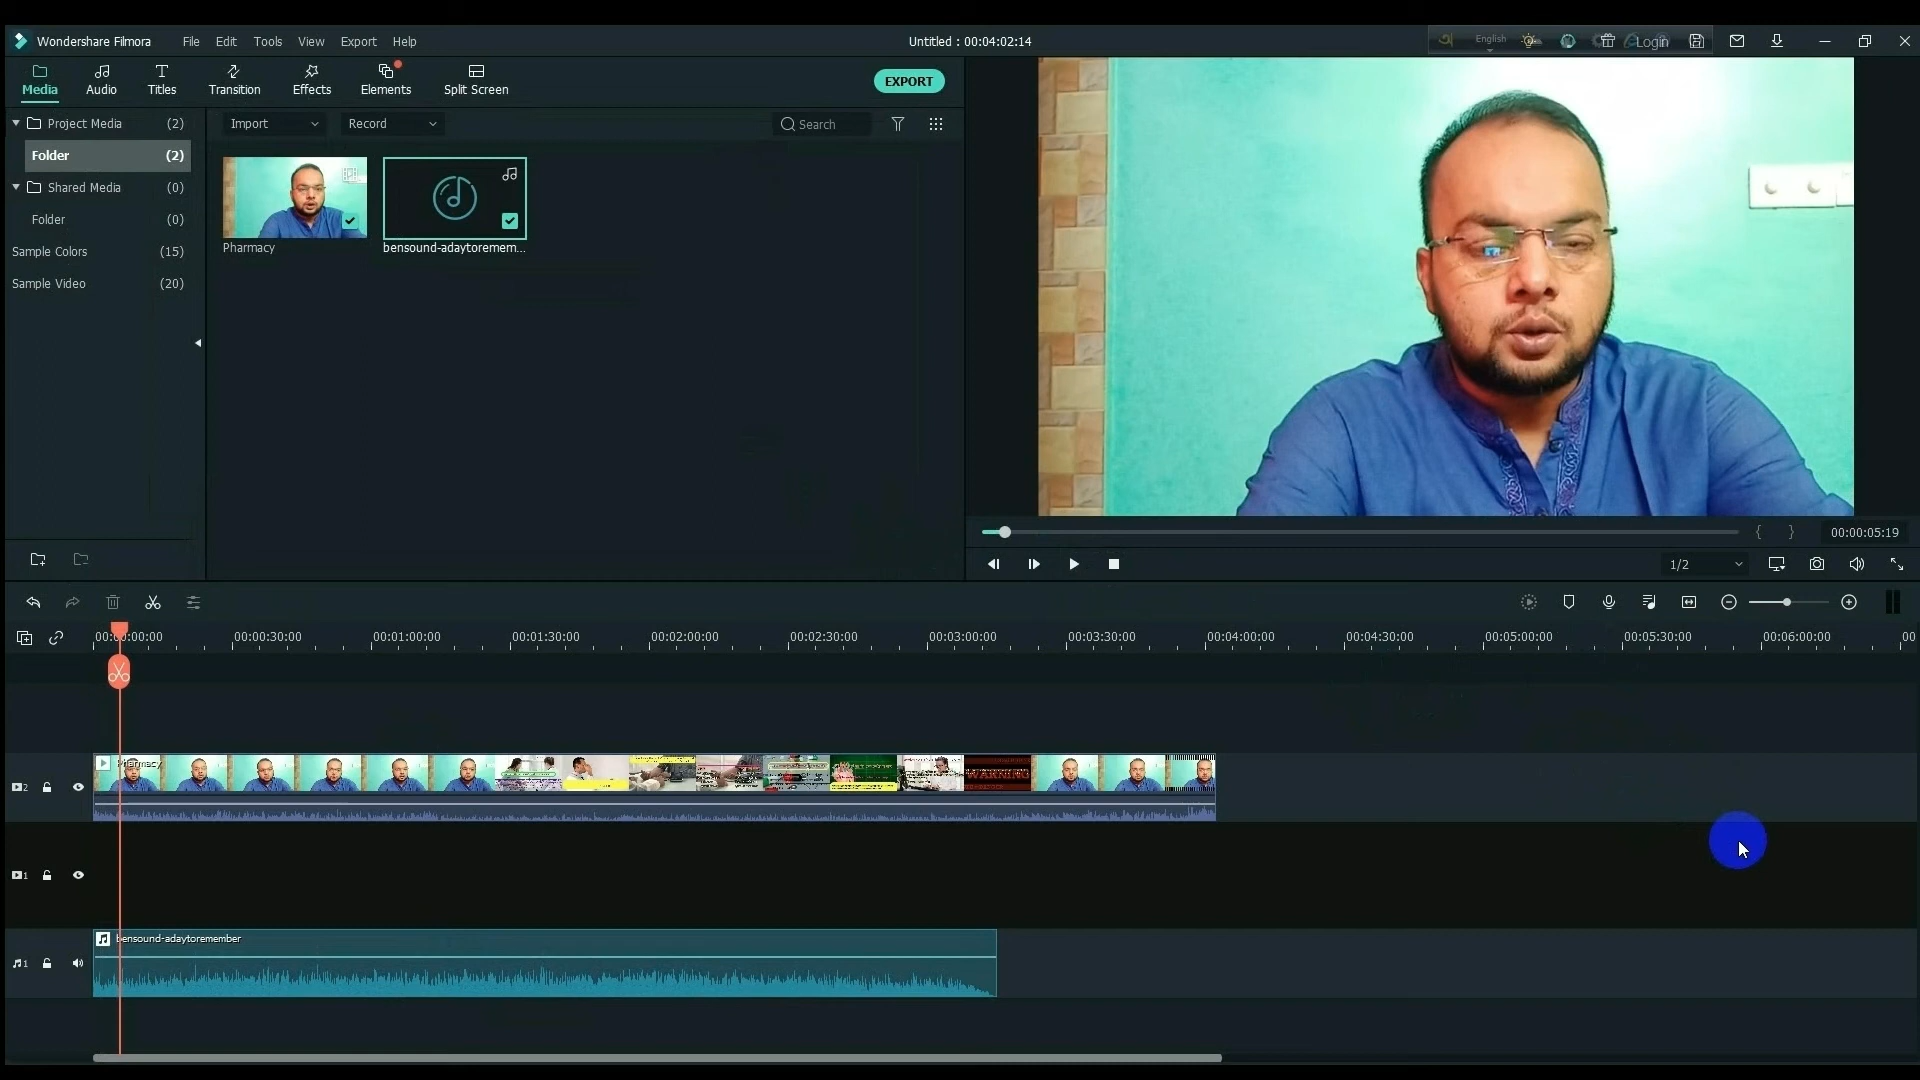 Wondershare Filmora File Edit Tools View Export Help Untitled : 00:04:02:14 English Login
Media Audio Titles Transition Effects Elements Split Screen EXPORT
Project Media (2) Import Record Search
Folder (2)
Shared Media (0)
Folder (0)
Sample Colors (15)
Sample Video (20)
Pharmacy bensound-adaytoremem...
{ } 00:00:05:19
1/2
00:00:00:00 00:00:30:00 00:01:00:00 00:01:30:00 00:02:00:00 00:02:30:00 00:03:00:00 00:03:30:00 00:04:00:00 00:04:30:00 00:05:00:00 00:05:30:00 00:06:00:00 00
Pharmacy
WARNING
2
1
bensound-adaytoremember
1